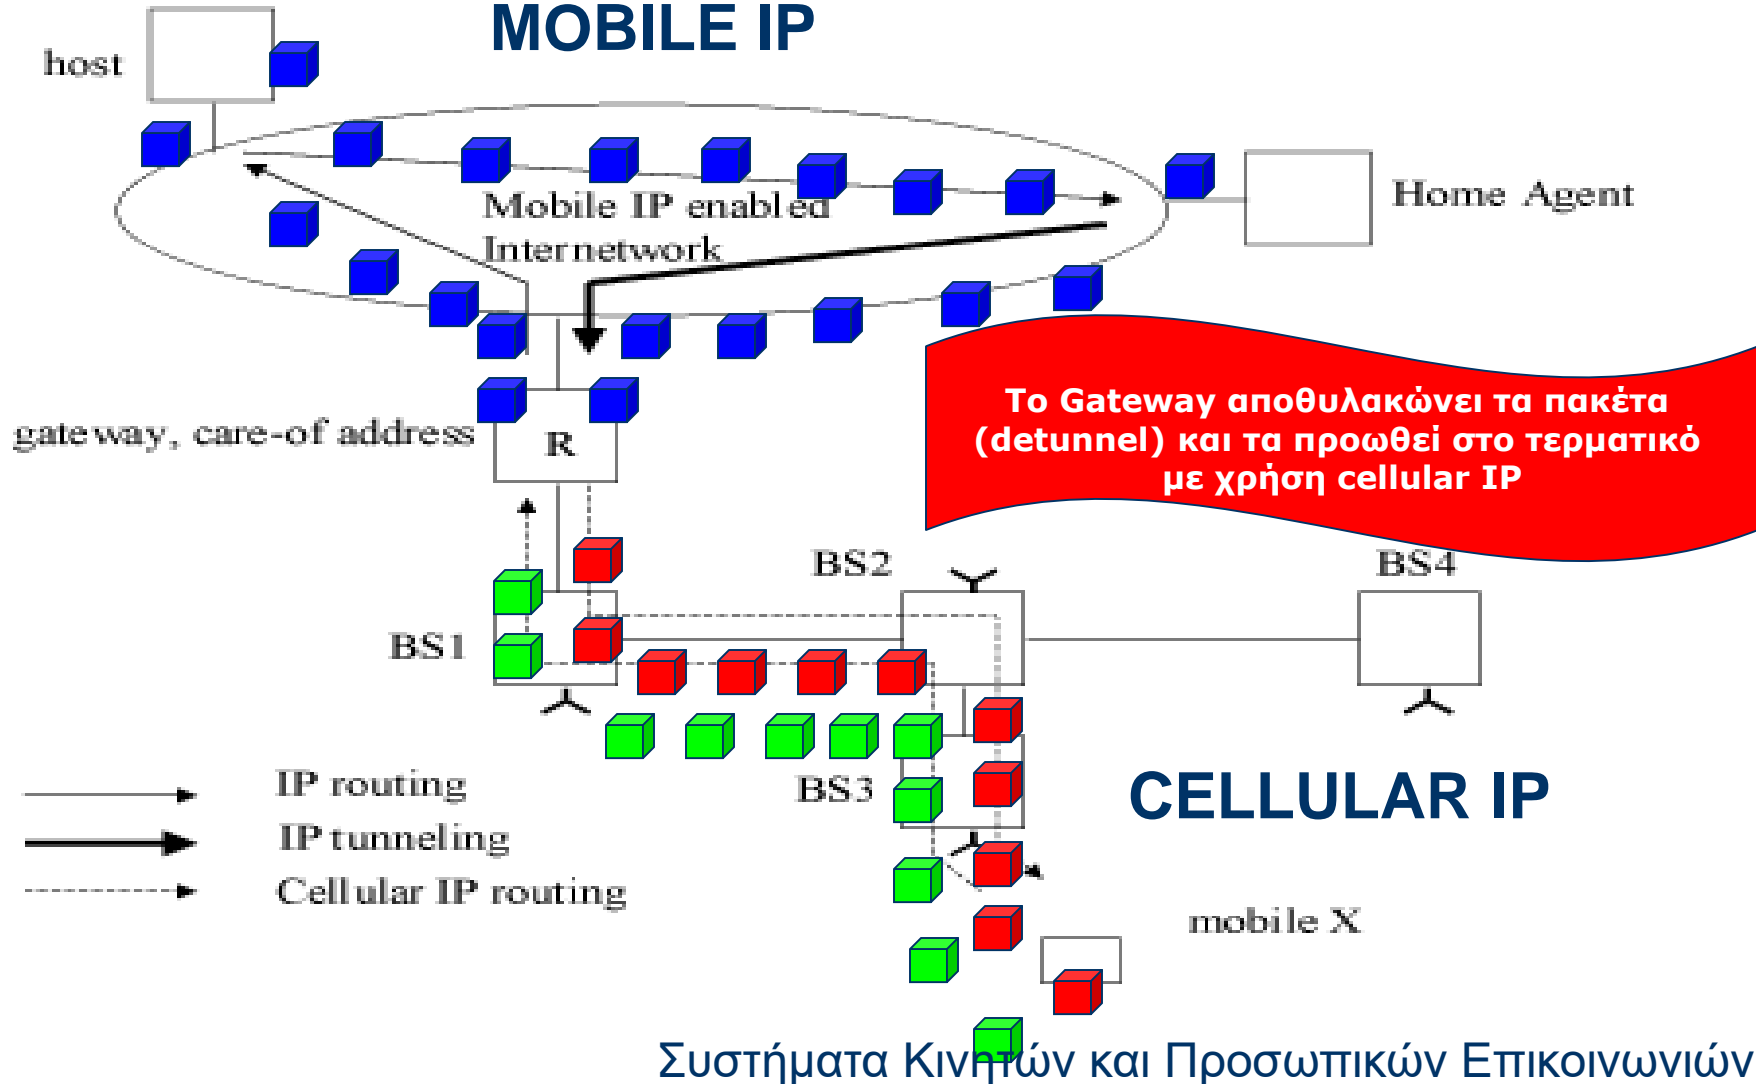 MOBILE IP
host
Mobile IP enabled
Internetwork
Home Agent
gateway, care-of address
R
Το Gateway αποθυλακώνει τα πακέτα
(detunnel) και τα προωθεί στο τερματικό
με χρήση cellular IP
BS2
BS4
BS1
BS3
IP routing
IP tunneling
Cellular IP routing
CELLULAR IP
mobile X
Συστήματα Κινητών και Προσωπικών Επικοινωνιών